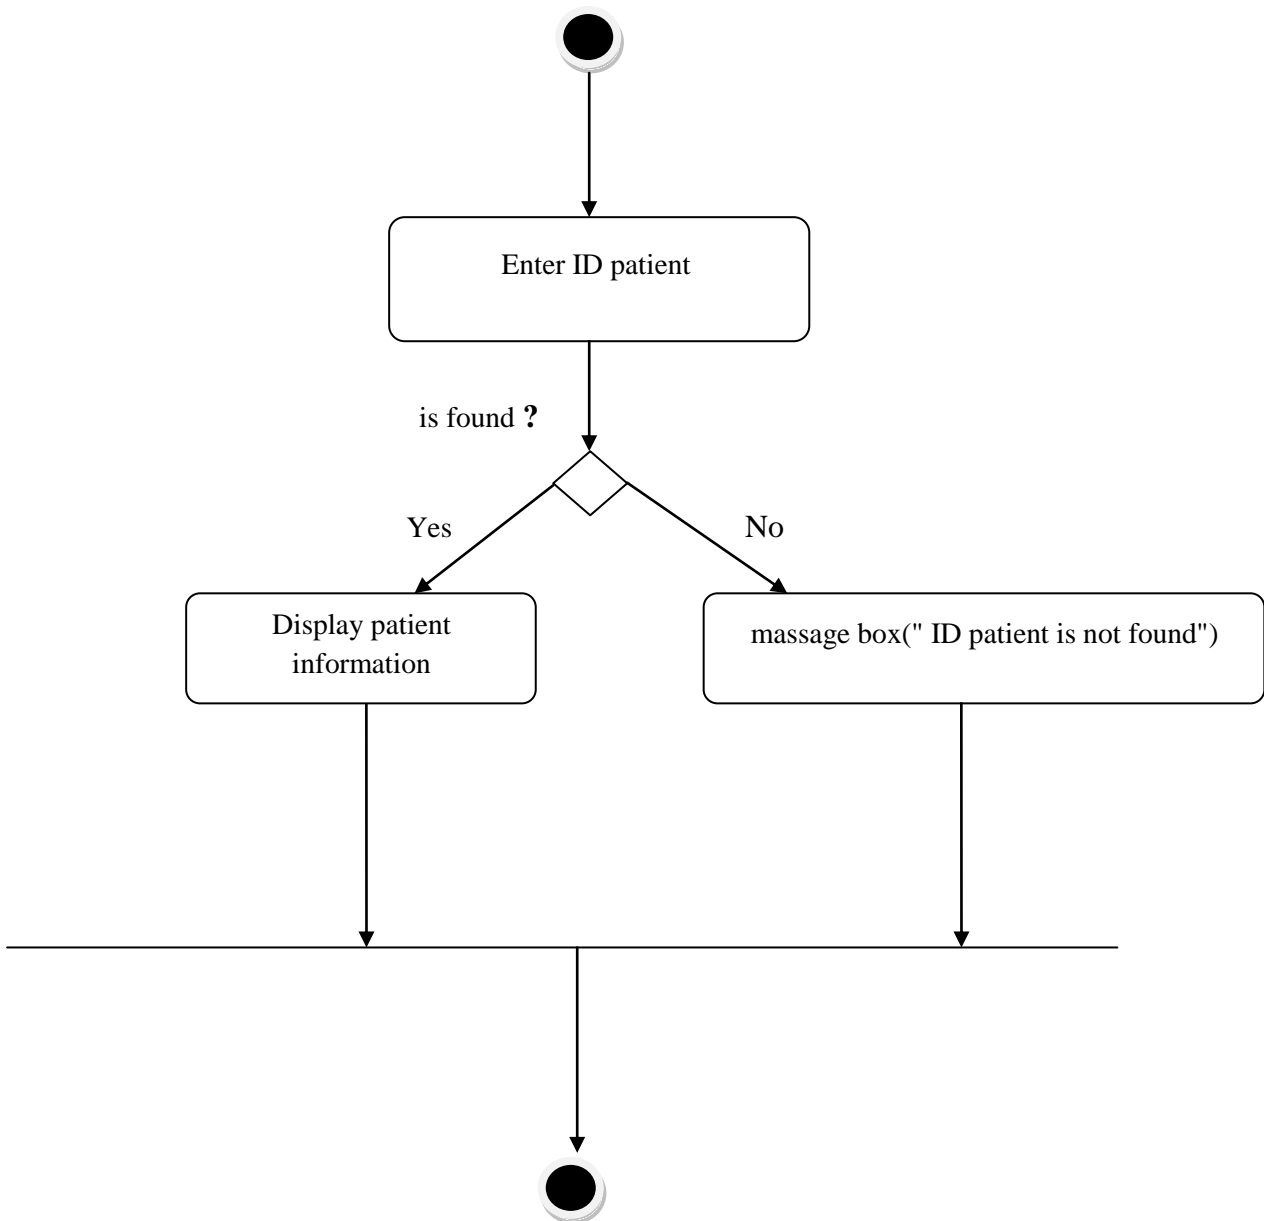 Enter ID patient
is found ?
Yes
No
Display patient
information
massage box(" ID patient is not found")